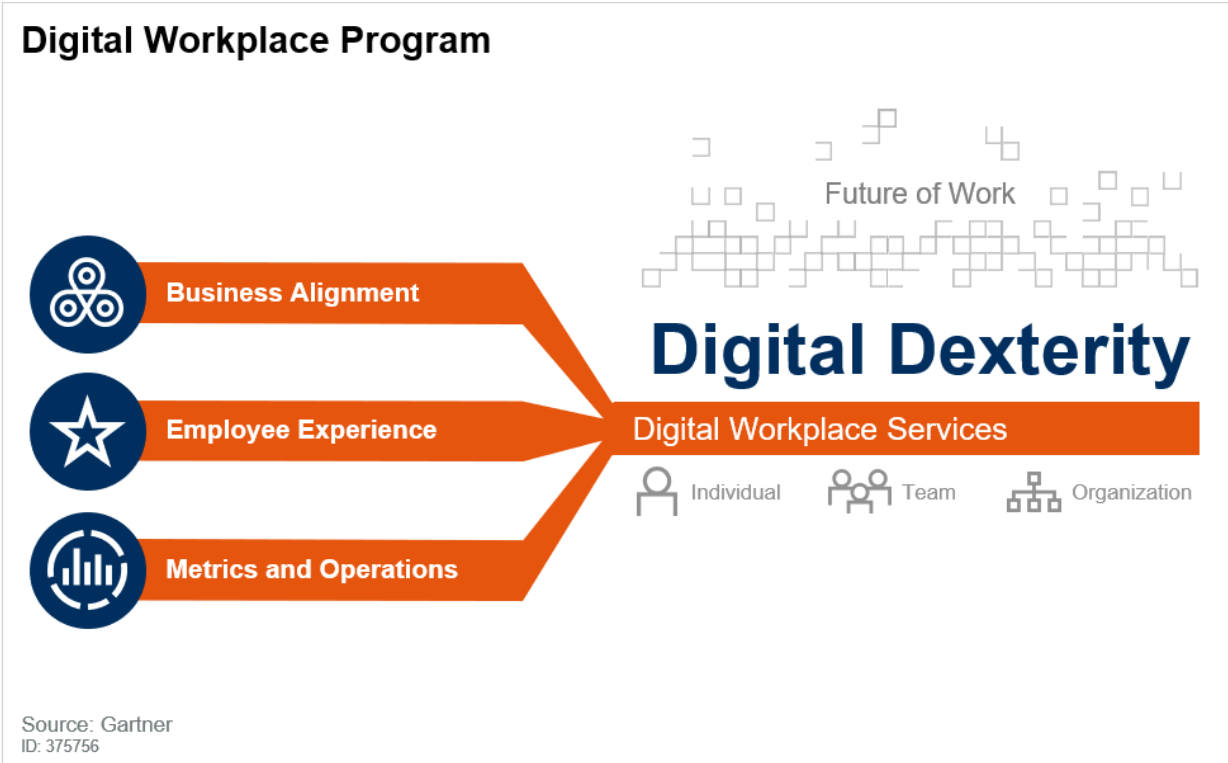 Digital Workplace Program
Future of Work
Business Alignment
Digital Dexterity
Employee Experience
Digital Workplace Services
Individual
Team
Organization
Metrics and Operations
Source: Gartner
ID: 375756